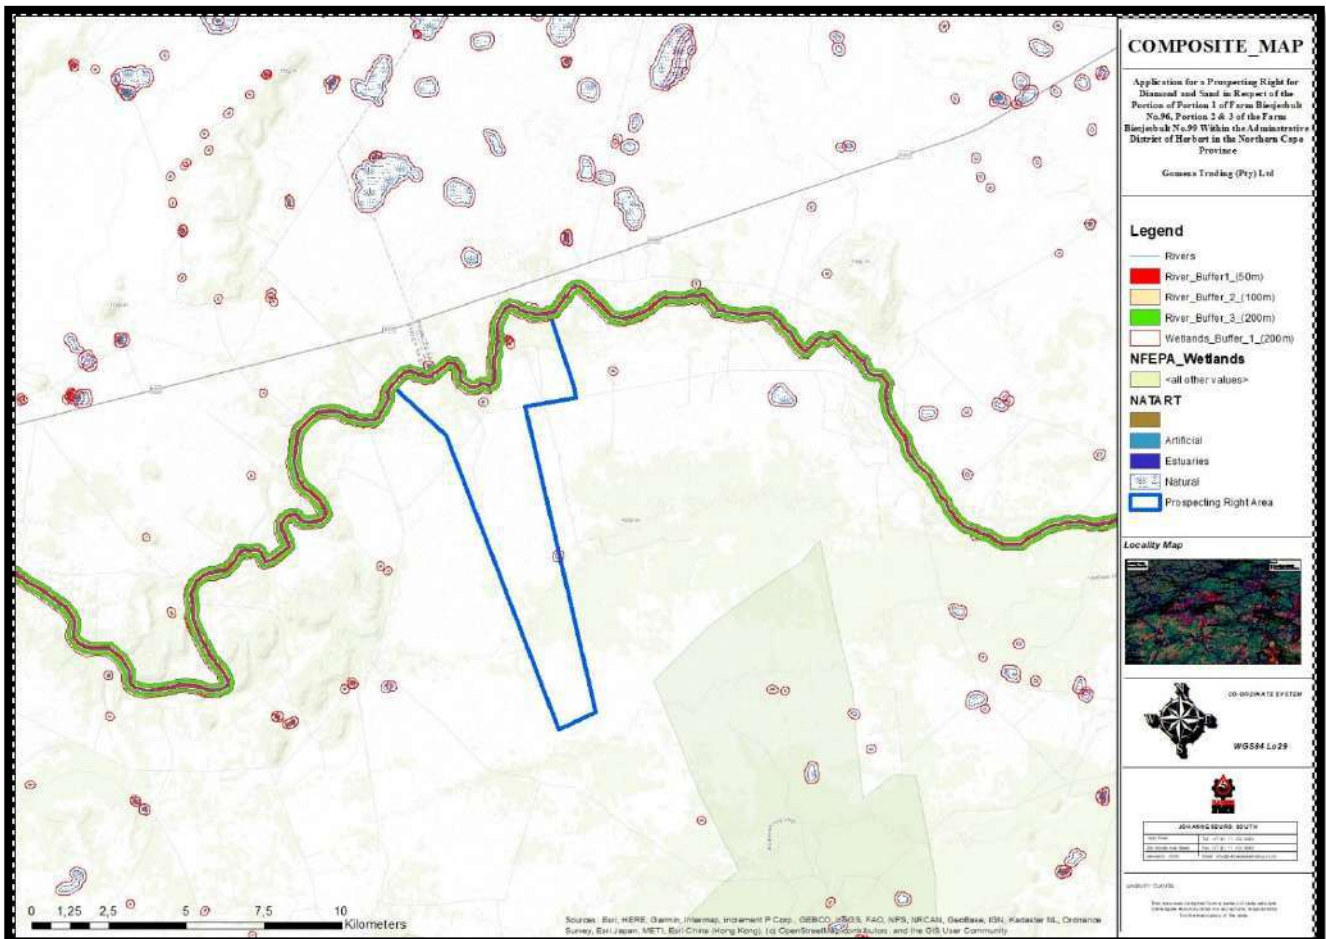 COMPOSITE_MAP
Application for a Prospecting Right for
Diamond and Sand in Respect of the
Portion of Portion 1 of Farm Biesjesbult
No.96, Portion 2 & 3 of the Farm
Biesjesbult No.99 Within the Adminstrative
District of Herbert in the Northern Cape
Province
Gomens Trading (Pty) Ltd
Legend
Rivers
River_Buffer1_(50m)
River_Buffer_2_(100m)
River_Buffer_3_(200m)
Wetlands_Buffer_1_(200m)
NFEPA_Wetlands
<all other values>
NATART
Artificial
Estuaries
Natural
Prospecting Right Area
Locality Map
CO-ORDINATE SYSTEM
WGS84 Lo29
JOHANNESBURG SOUTH
0 1,25 2,5 5 7,5 10
Kilometers
Sources: Esri, HERE, Garmin, Intermap, increment P Corp., GEBCO, USGS, FAO, NPS, NRCAN, GeoBase, IGN, Kadaster NL, Ordnance
Survey, Esri Japan, METI, Esri China (Hong Kong), (c) OpenStreetMap contributors, and the GIS User Community